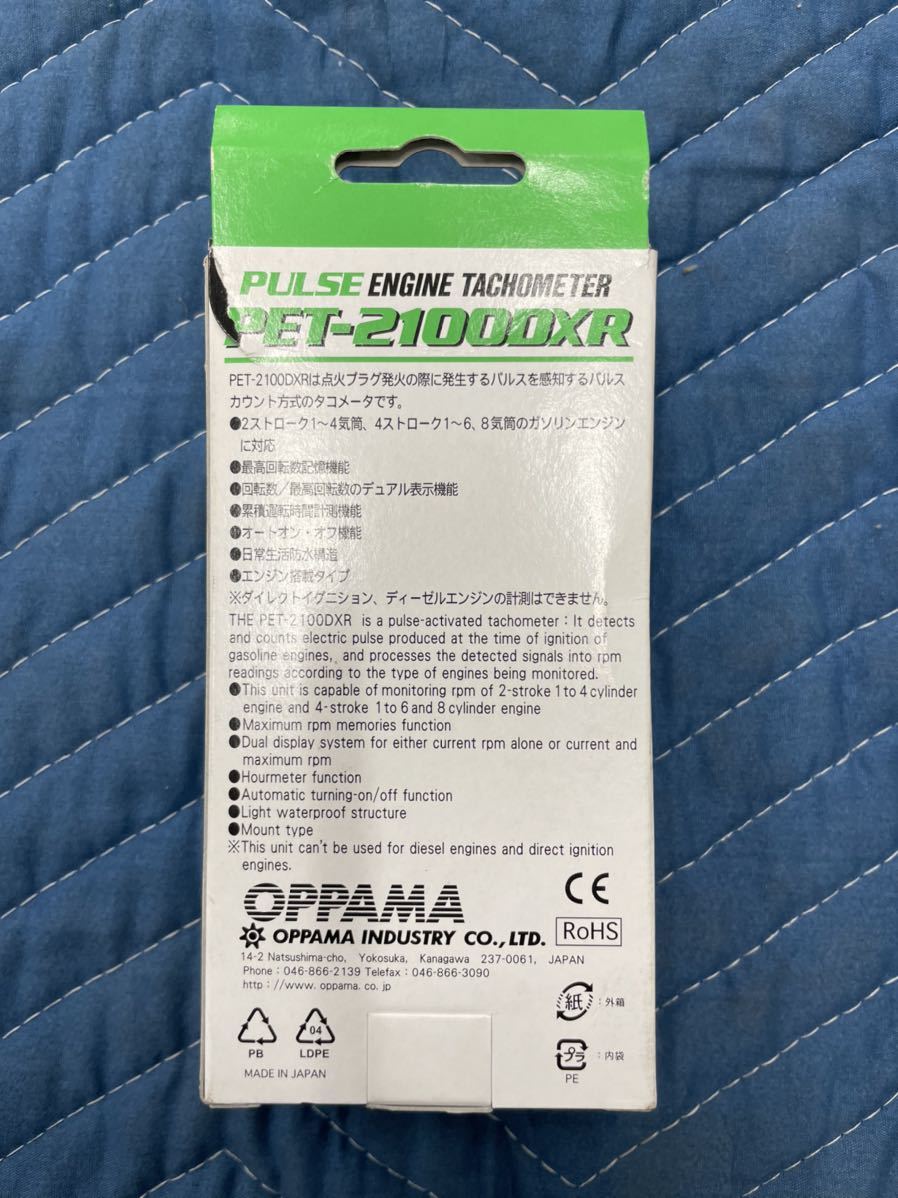 PULSE ENGINE TACHOMETER
PET-2100DXR
PET-2100DXRは点火プラグ発火の際に発生するパルスを感知するパルス
カウント方式のタコメータです。
●2ストローク1〜4気筒、4ストローク1〜6、8気筒のガソリンエンジン
に対応
●最高回転数記憶機能
●回転数/最高回転数のデュアル表示機能
●累積運転時間計測機能
●オートオン・オフ機能
●日常生活防水構造
●エンジン搭載タイプ
※ダイレクトイグニション、ディーゼルエンジンの計測はできません。
THE PET-2100DXR is a pulse-activated tachometer : It detects
and counts electric pulse produced at the time of ignition of
gasoline engines, and processes the detected signals into rpm
readings according to the type of engines being monitored.
●This unit is capable of monitoring rpm of 2-stroke 1 to 4 cylinder
engine and 4-stroke 1 to 6 and 8 cylinder engine
●Maximum rpm memories function
●Dual display system for either current rpm alone or current and
maximum rpm
●Hourmeter function
●Automatic turning-on/off function
●Light waterproof structure
●Mount type
※This unit can't be used for diesel engines and direct ignition
engines.
CE
OPPAMA
OPPAMA INDUSTRY CO., LTD.
RoHS
14-2 Natsushima-cho, Yokosuka, Kanagawa 237-0061, JAPAN
Phone : 046-866-2139 Telefax : 046-866-3090
http : //www. oppama. co. jp
紙 : 外箱
04
PB
LDPE
プラ : 内袋
PE
MADE IN JAPAN